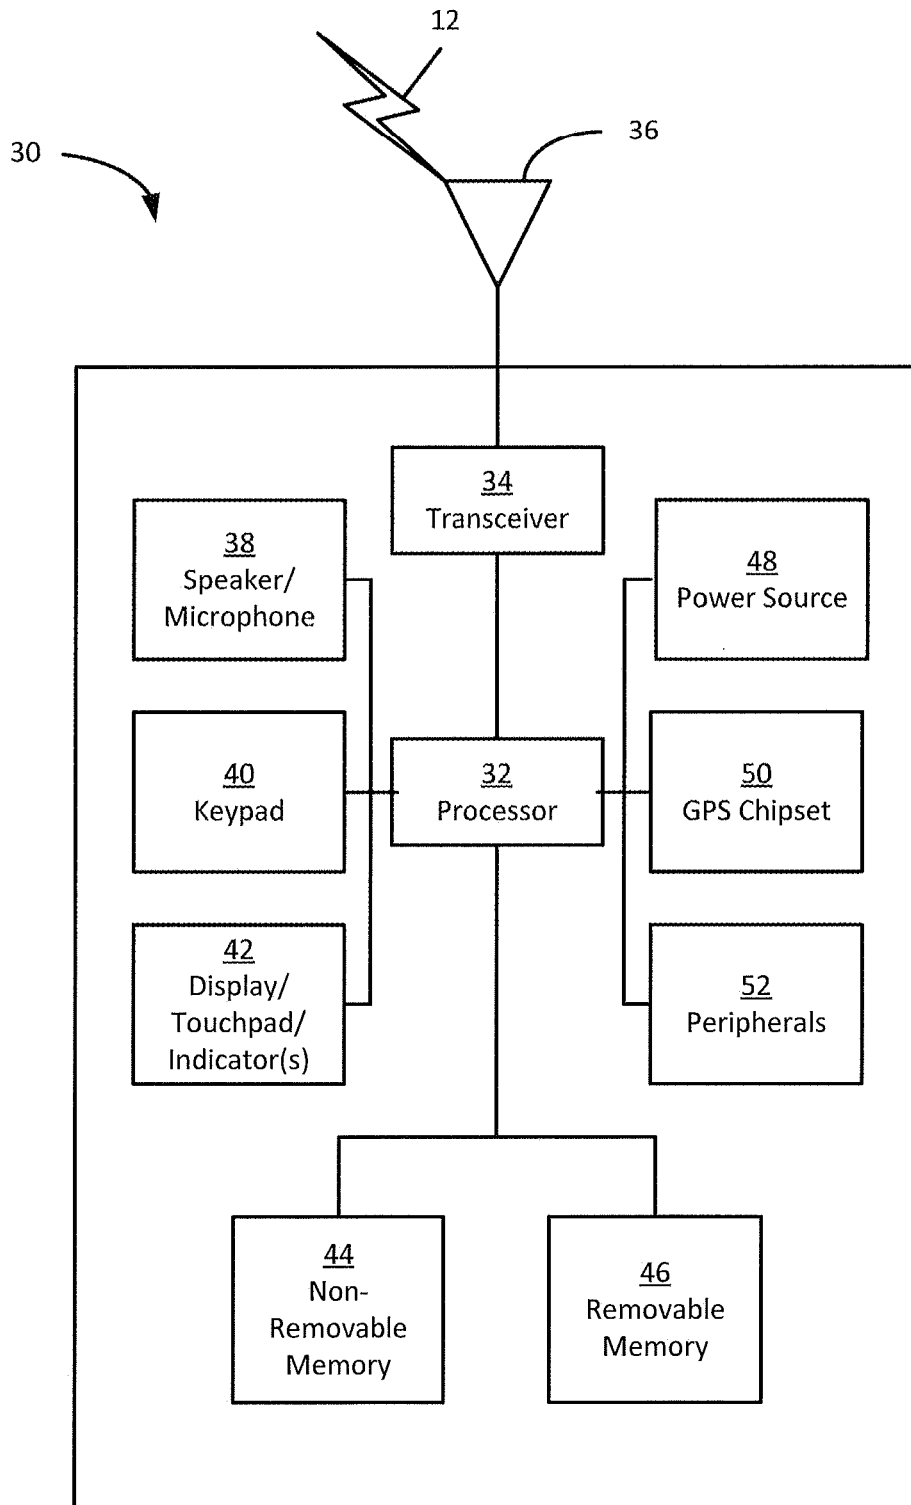 12
36
30
34
Transceiver
38
Speaker/
Microphone
48
Power Source
40
Keypad
32
Processor
50
GPS Chipset
42
Display/
Touchpad/
Indicator(s)
52
Peripherals
44
Non-
Removable
Memory
46
Removable
Memory